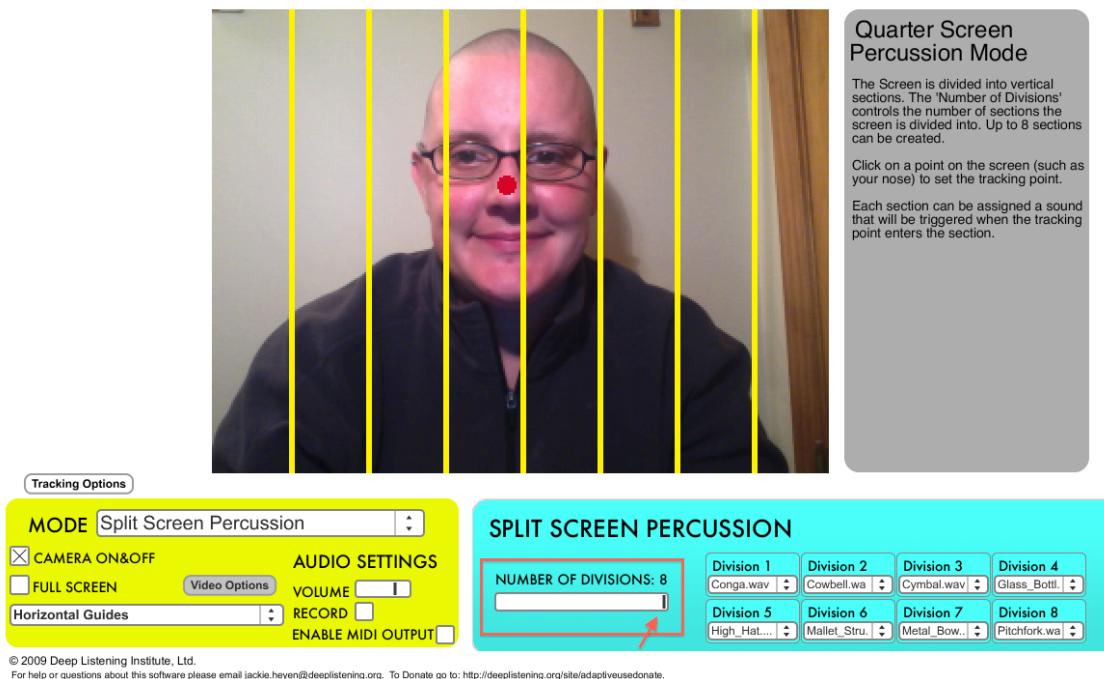 Quarter Screen
Percussion Mode
The Screen is divided into vertical
sections. The 'Number of Divisions'
controls the number of sections the
screen is divided into. Up to 8 sections
can be created.
Click on a point on the screen (such as
your nose) to set the tracking point.
Each section can be assigned a sound
that will be triggered when the tracking
point enters the section.
Tracking Options
MODE Split Screen Percussion
CAMERA ON&OFF
FULL SCREEN Video Options
Horizontal Guides
AUDIO SETTINGS
VOLUME
RECORD
ENABLE MIDI OUTPUT
SPLIT SCREEN PERCUSSION
NUMBER OF DIVISIONS: 8
Division 1 Division 2 Division 3 Division 4
Conga.wav Cowbell.wa Cymbal.wav Glass_Bottl.
Division 5 Division 6 Division 7 Division 8
High_Hat.... Mallet_Stru. Metal_Bow.. Pitchfork.wa
© 2009 Deep Listening Institute, Ltd.
For help or questions about this software please email jackie.heyen@deeplistening.org. To Donate go to: http://deeplistening.org/site/adaptiveusedonate.